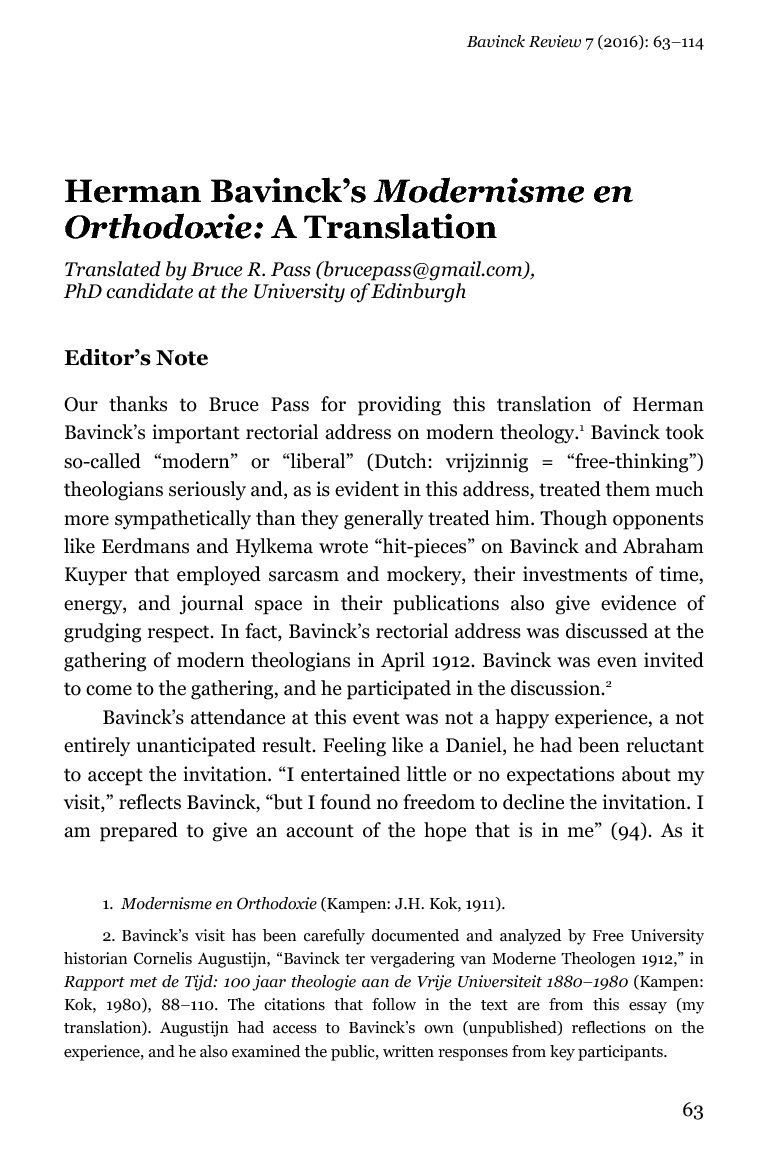 Bavinck Review 7 (2016): 63–114
Herman Bavinck’s Modernisme en
Orthodoxie: A Translation
Translated by Bruce R. Pass (brucepass@gmail.com),
PhD candidate at the University of Edinburgh
Editor’s Note
Our thanks to Bruce Pass for providing this translation of Herman
Bavinck’s important rectorial address on modern theology.1 Bavinck took
so-called “modern” or “liberal” (Dutch: vrijzinnig = “free-thinking”)
theologians seriously and, as is evident in this address, treated them much
more sympathetically than they generally treated him. Though opponents
like Eerdmans and Hylkema wrote “hit-pieces” on Bavinck and Abraham
Kuyper that employed sarcasm and mockery, their investments of time,
energy, and journal space in their publications also give evidence of
grudging respect. In fact, Bavinck’s rectorial address was discussed at the
gathering of modern theologians in April 1912. Bavinck was even invited
to come to the gathering, and he participated in the discussion.2
Bavinck’s attendance at this event was not a happy experience, a not
entirely unanticipated result. Feeling like a Daniel, he had been reluctant
to accept the invitation. “I entertained little or no expectations about my
visit,” reflects Bavinck, “but I found no freedom to decline the invitation. I
am prepared to give an account of the hope that is in me” (94). As it
1. Modernisme en Orthodoxie (Kampen: J.H. Kok, 1911).
2. Bavinck’s visit has been carefully documented and analyzed by Free University
historian Cornelis Augustijn, “Bavinck ter vergadering van Moderne Theologen 1912,” in
Rapport met de Tijd: 100 jaar theologie aan de Vrije Universiteit 1880–1980 (Kampen:
Kok, 1980), 88–110. The citations that follow in the text are from this essay (my
translation). Augustijn had access to Bavinck’s own (unpublished) reflections on the
experience, and he also examined the public, written responses from key participants.
63